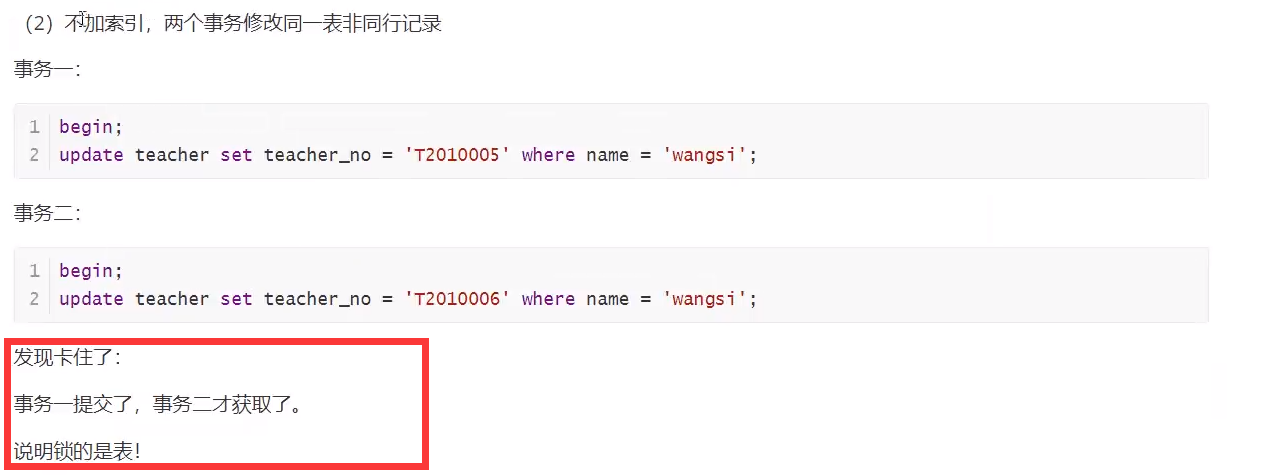 （2）不加索引，两个事务修改同一表非同行记录
事务一：
1 begin;
2 update teacher set teacher_no = 'T2010005' where name = 'wangsi';
事务二：
1 begin;
2 update teacher set teacher_no = 'T2010006' where name = 'wangsi';
发现卡住了：
事务一提交了，事务二才获取了。
说明锁的是表！